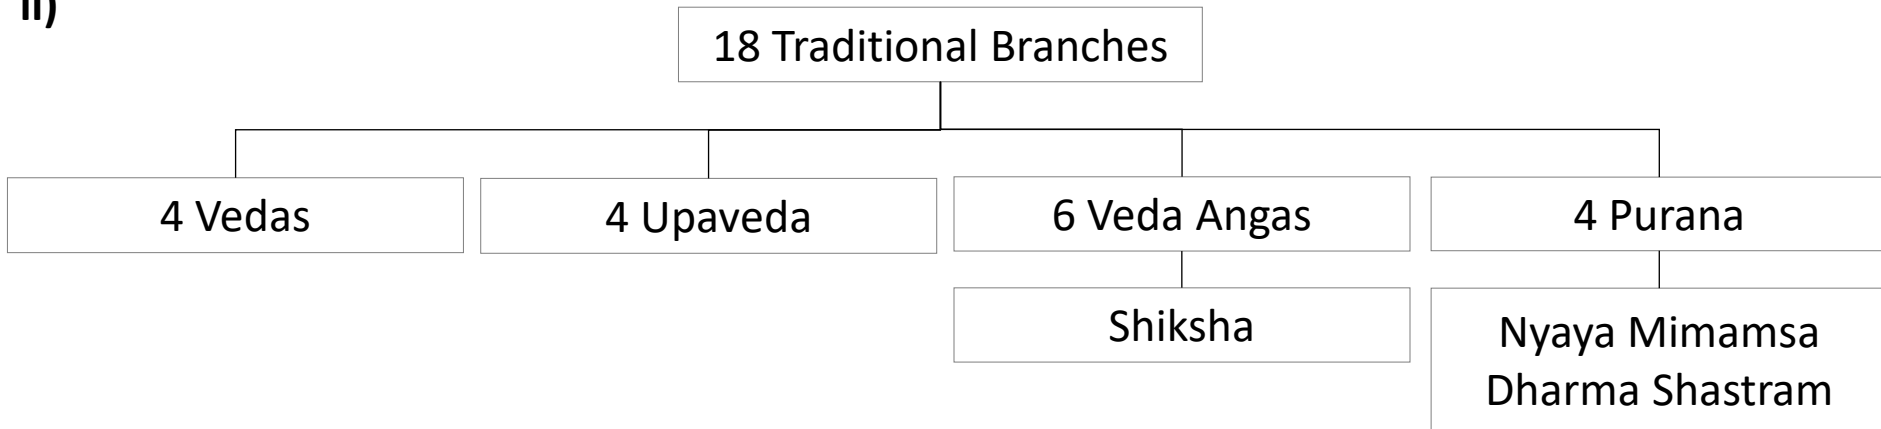 ii)
18 Traditional Branches
4 Vedas
4 Upaveda
6 Veda Angas
4 Purana
Shiksha
Nyaya Mimamsa
Dharma Shastram